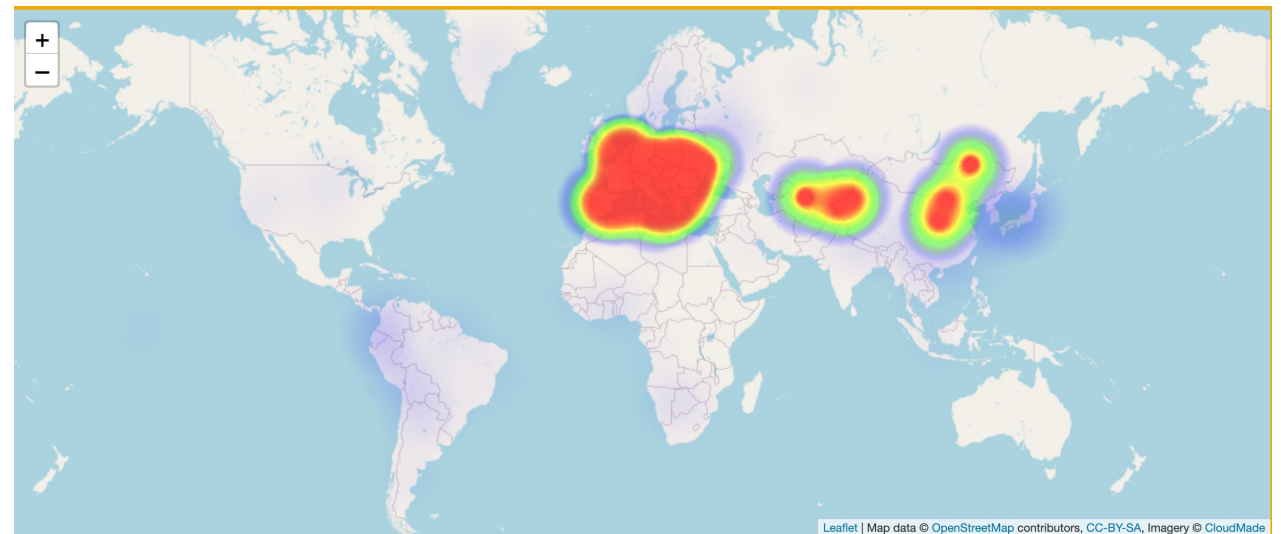 +
−
Leaflet | Map data © OpenStreetMap contributors, CC-BY-SA, Imagery © CloudMade